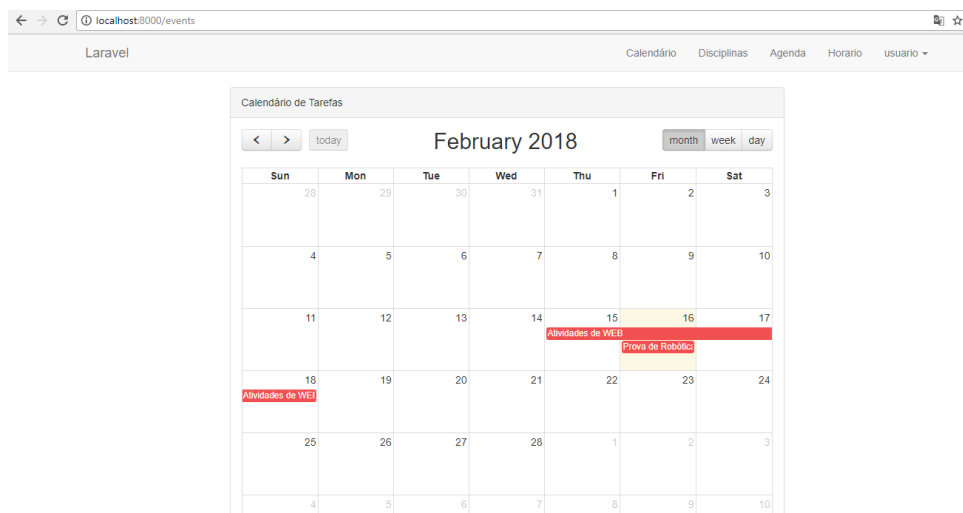 localhost:8000/events
Laravel
Calendário Disciplinas Agenda Horario usuario
Calendário de Tarefas
today
February 2018
month week day
Sun Mon Tue Wed Thu Fri Sat
28 29 30 31 1 2 3
4 5 6 7 8 9 10
11 12 13 14 15 16 17
Atividades de WEB
Prova de Robótica
18 19 20 21 22 23 24
Atividades de WEB
25 26 27 28 1 2 3
4 5 6 7 8 9 10